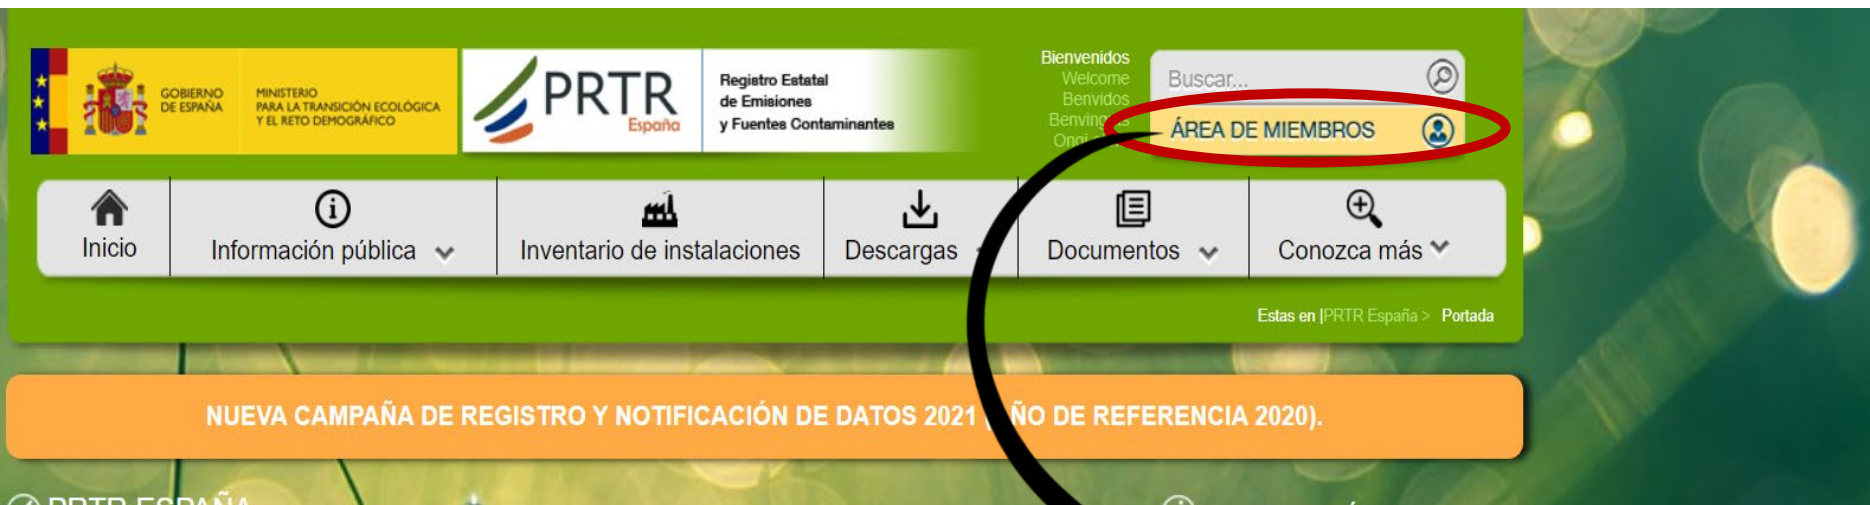 GOBIERNO
DE ESPAÑA
MINISTERIO
PARA LA TRANSICIÓN ECOLÓGICA
Y EL RETO DEMOGRÁFICO
PRTR
España
Registro Estatal
de Emisiones
y Fuentes Contaminantes
Bienvenidos
Welcome
Benvidos
Buscar...
ÁREA DE MIEMBROS
Inicio
Información pública
Inventario de instalaciones
Descargas
Documentos
Conozca más
Estas en |PRTR España > Portada
NUEVA CAMPAÑA DE REGISTRO Y NOTIFICACIÓN DE DATOS 2021 DE REFERENCIA 2020).
PRTR ESPAÑA